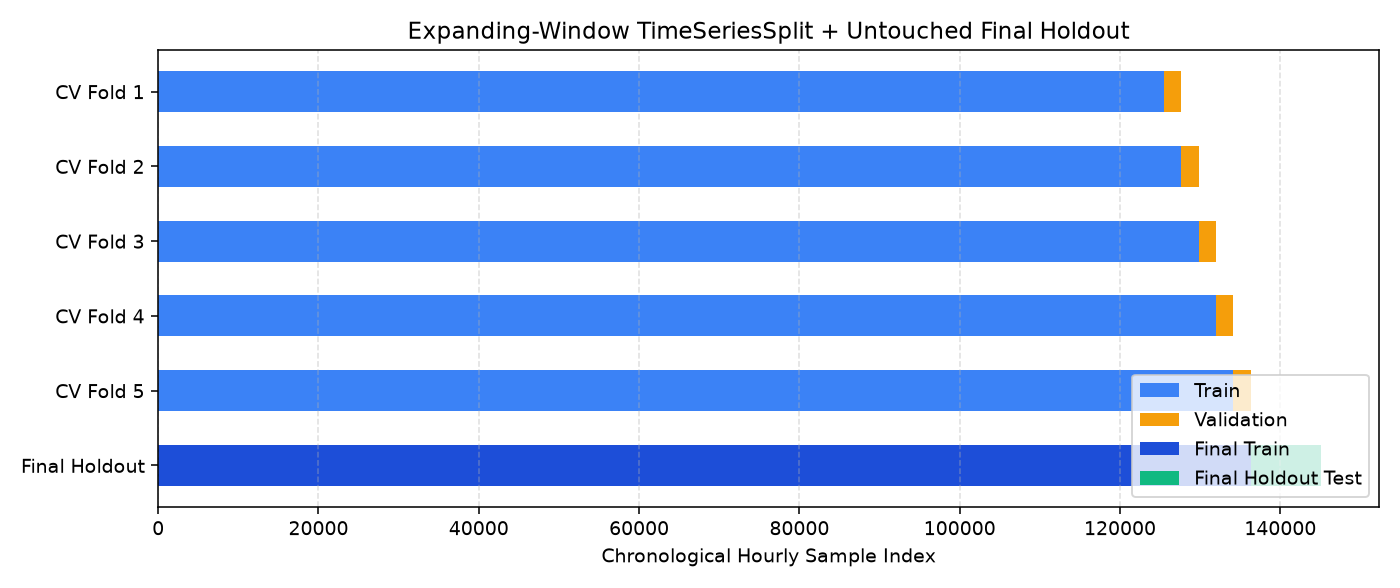 Expanding-Window TimeSeriesSplit + Untouched Final Holdout
CV Fold 1
CV Fold 2
CV Fold 3
CV Fold 4
CV Fold 5
Final Holdout
Train
Validation
Final Train
Final Holdout Test
0 20000 40000 60000 80000 100000 120000 140000
Chronological Hourly Sample Index